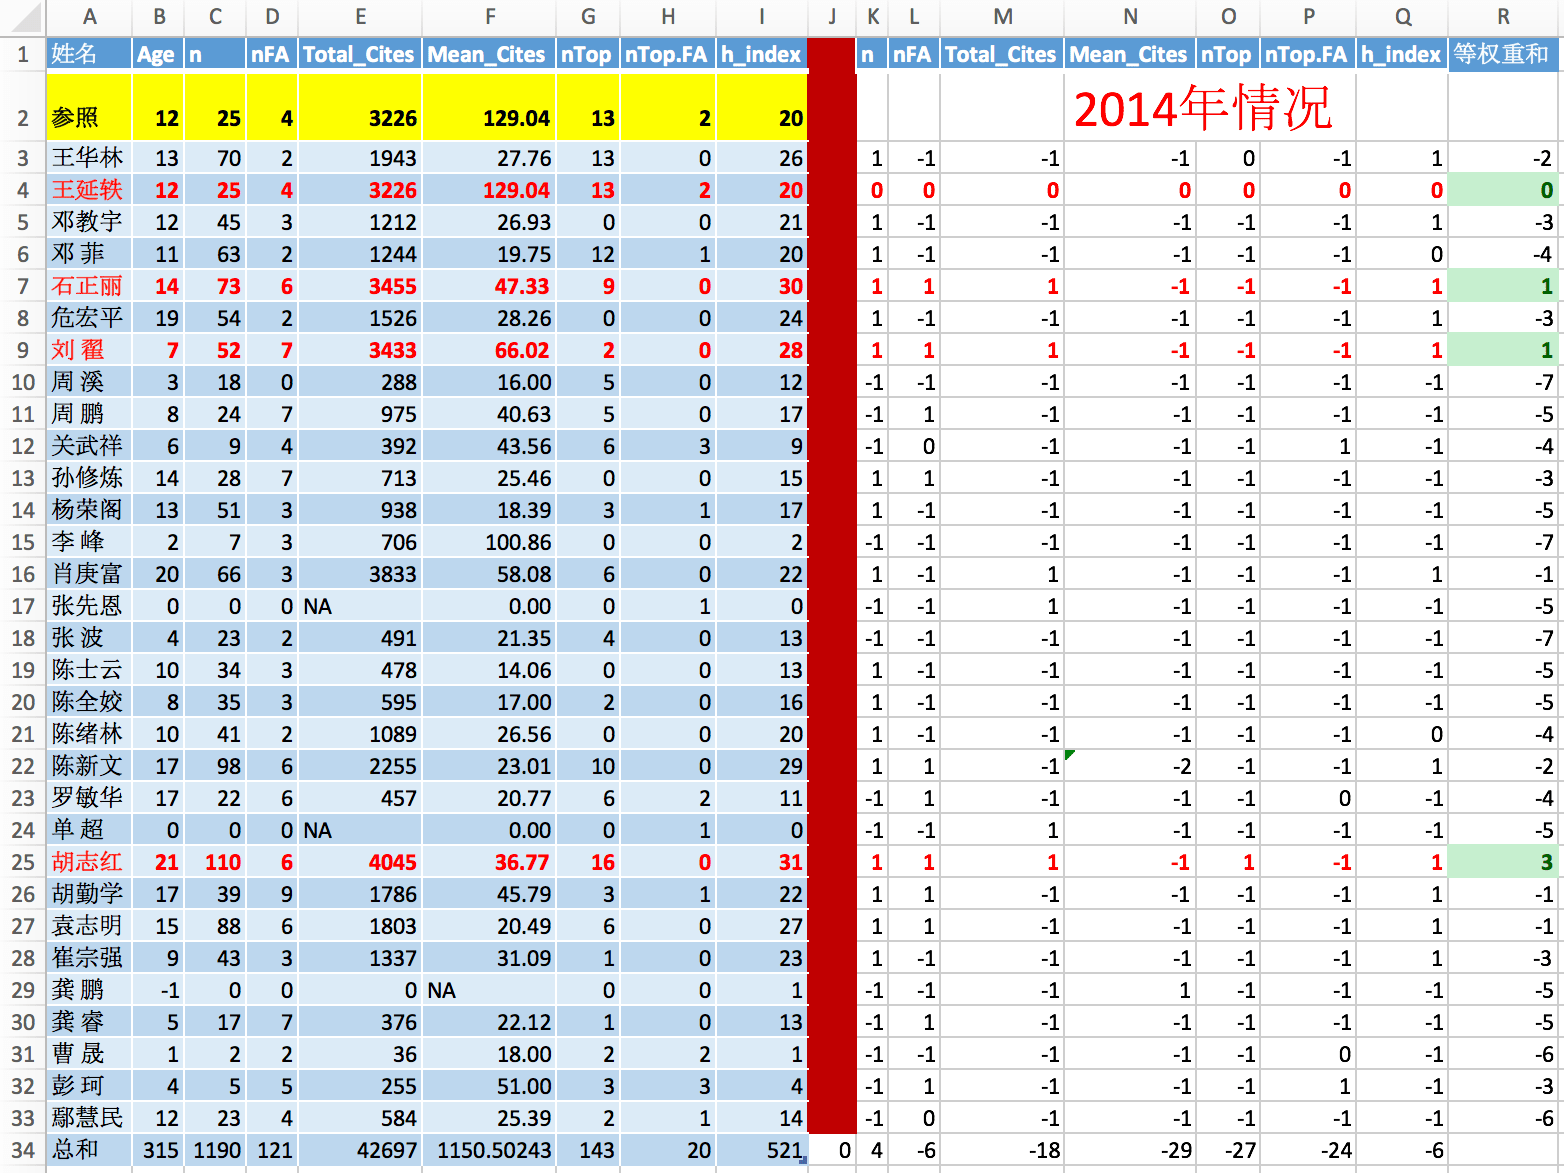 A B C D E F G H I J K L M N O P Q R
1 姓名 Age n nFA Total_Cites Mean_Cites nTop nTop.FA h_index n nFA Total_Cites Mean_Cites nTop nTop.FA h_index 等权重和
2 参照 12 25 4 3226 129.04 13 2 20 2014年情况
3 王华林 13 70 2 1943 27.76 13 0 26 1 -1 -1 -1 0 -1 1 -2
4 王延轶 12 25 4 3226 129.04 13 2 20 0 0 0 0 0 0 0 0
5 邓教宇 12 45 3 1212 26.93 0 0 21 1 -1 -1 -1 -1 -1 1 -3
6 邓 菲 11 63 2 1244 19.75 12 1 20 1 -1 -1 -1 -1 -1 0 -4
7 石正丽 14 73 6 3455 47.33 9 0 30 1 1 1 -1 -1 -1 1 1
8 危宏平 19 54 2 1526 28.26 0 0 24 1 -1 -1 -1 -1 -1 1 -3
9 刘 翟 7 52 7 3433 66.02 2 0 28 1 1 1 -1 -1 -1 1 1
10 周 溪 3 18 0 288 16.00 5 0 12 -1 -1 -1 -1 -1 -1 -1 -7
11 周 鹏 8 24 7 975 40.63 5 0 17 -1 1 -1 -1 -1 -1 -1 -5
12 关武祥 6 9 4 392 43.56 6 3 9 -1 0 -1 -1 -1 1 -1 -4
13 孙修炼 14 28 7 713 25.46 0 0 15 1 1 -1 -1 -1 -1 -1 -3
14 杨荣阁 13 51 3 938 18.39 3 1 17 1 -1 -1 -1 -1 -1 -1 -5
15 李 峰 2 7 3 706 100.86 0 0 2 -1 -1 -1 -1 -1 -1 -1 -7
16 肖庚富 20 66 3 3833 58.08 6 0 22 1 -1 1 -1 -1 -1 1 -1
17 张先恩 0 0 0 NA 0.00 0 1 0 -1 -1 1 -1 -1 -1 -1 -5
18 张 波 4 23 2 491 21.35 4 0 13 -1 -1 -1 -1 -1 -1 -1 -7
19 陈士云 10 34 3 478 14.06 0 0 13 1 -1 -1 -1 -1 -1 -1 -5
20 陈全姣 8 35 3 595 17.00 2 0 16 1 -1 -1 -1 -1 -1 -1 -5
21 陈绪林 10 41 2 1089 26.56 0 0 20 1 -1 -1 -1 -1 -1 0 -4
22 陈新文 17 98 6 2255 23.01 10 0 29 1 1 -1 -2 -1 -1 1 -2
23 罗敏华 17 22 6 457 20.77 6 2 11 -1 1 -1 -1 -1 0 -1 -4
24 单 超 0 0 0 NA 0.00 0 1 0 -1 -1 1 -1 -1 -1 -1 -5
25 胡志红 21 110 6 4045 36.77 16 0 31 1 1 1 -1 1 -1 1 3
26 胡勤学 17 39 9 1786 45.79 3 1 22 1 1 -1 -1 -1 -1 1 -1
27 袁志明 15 88 6 1803 20.49 6 0 27 1 1 -1 -1 -1 -1 1 -1
28 崔宗强 9 43 3 1337 31.09 1 0 23 1 -1 -1 -1 -1 -1 1 -3
29 龚 鹏 -1 0 0 0 NA 0 0 1 -1 -1 -1 1 -1 -1 -1 -5
30 龚 睿 5 17 7 376 22.12 1 0 13 -1 1 -1 -1 -1 -1 -1 -5
31 曹 晟 1 2 2 36 18.00 2 2 1 -1 -1 -1 -1 -1 0 -1 -6
32 彭 珂 4 5 5 255 51.00 3 3 4 -1 1 -1 -1 -1 1 -1 -3
33 鄢慧民 12 23 4 584 25.39 2 1 14 -1 0 -1 -1 -1 -1 -1 -6
34 总和 315 1190 121 42697 1150.50243 143 20 521 0 4 -6 -18 -29 -27 -24 -6